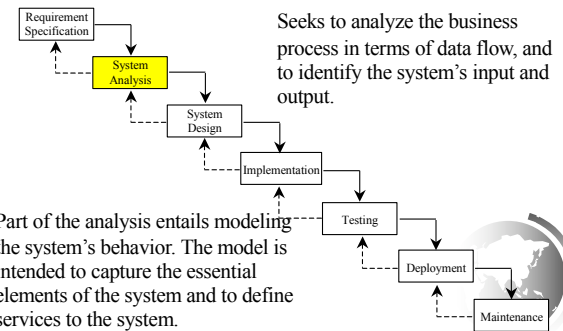 Requirement
Specification
Seeks to analyze the business
process in terms of data flow, and
to identify the system's input and
output.
System
Analysis
System
Design
Implementation
Testing
Part of the analysis entails modeling
the system's behavior. The model is
intended to capture the essential
elements of the system and to define
services to the system.
Deployment
Maintenance